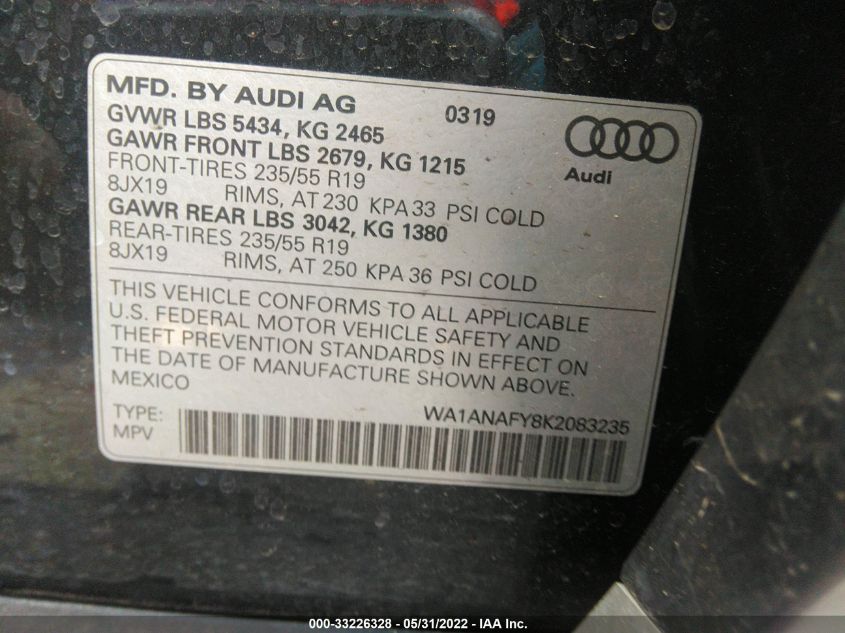 MFD. BY AUDI AG 0319
GVWR LBS 5434, KG 2465
GAWR FRONT LBS 2679, KG 1215
FRONT-TIRES 235/55 R19
8JX19 RIMS, AT 230 KPA 33 PSI COLD
GAWR REAR LBS 3042, KG 1380
REAR-TIRES 235/55 R19
8JX19 RIMS, AT 250 KPA 36 PSI COLD
Audi
THIS VEHICLE CONFORMS TO ALL APPLICABLE
U.S. FEDERAL MOTOR VEHICLE SAFETY AND
THEFT PREVENTION STANDARDS IN EFFECT ON
THE DATE OF MANUFACTURE SHOWN ABOVE.
MEXICO
TYPE: WA1ANAFY8K2083235
MPV
000-33226328 - 05/31/2022 - IAA Inc.